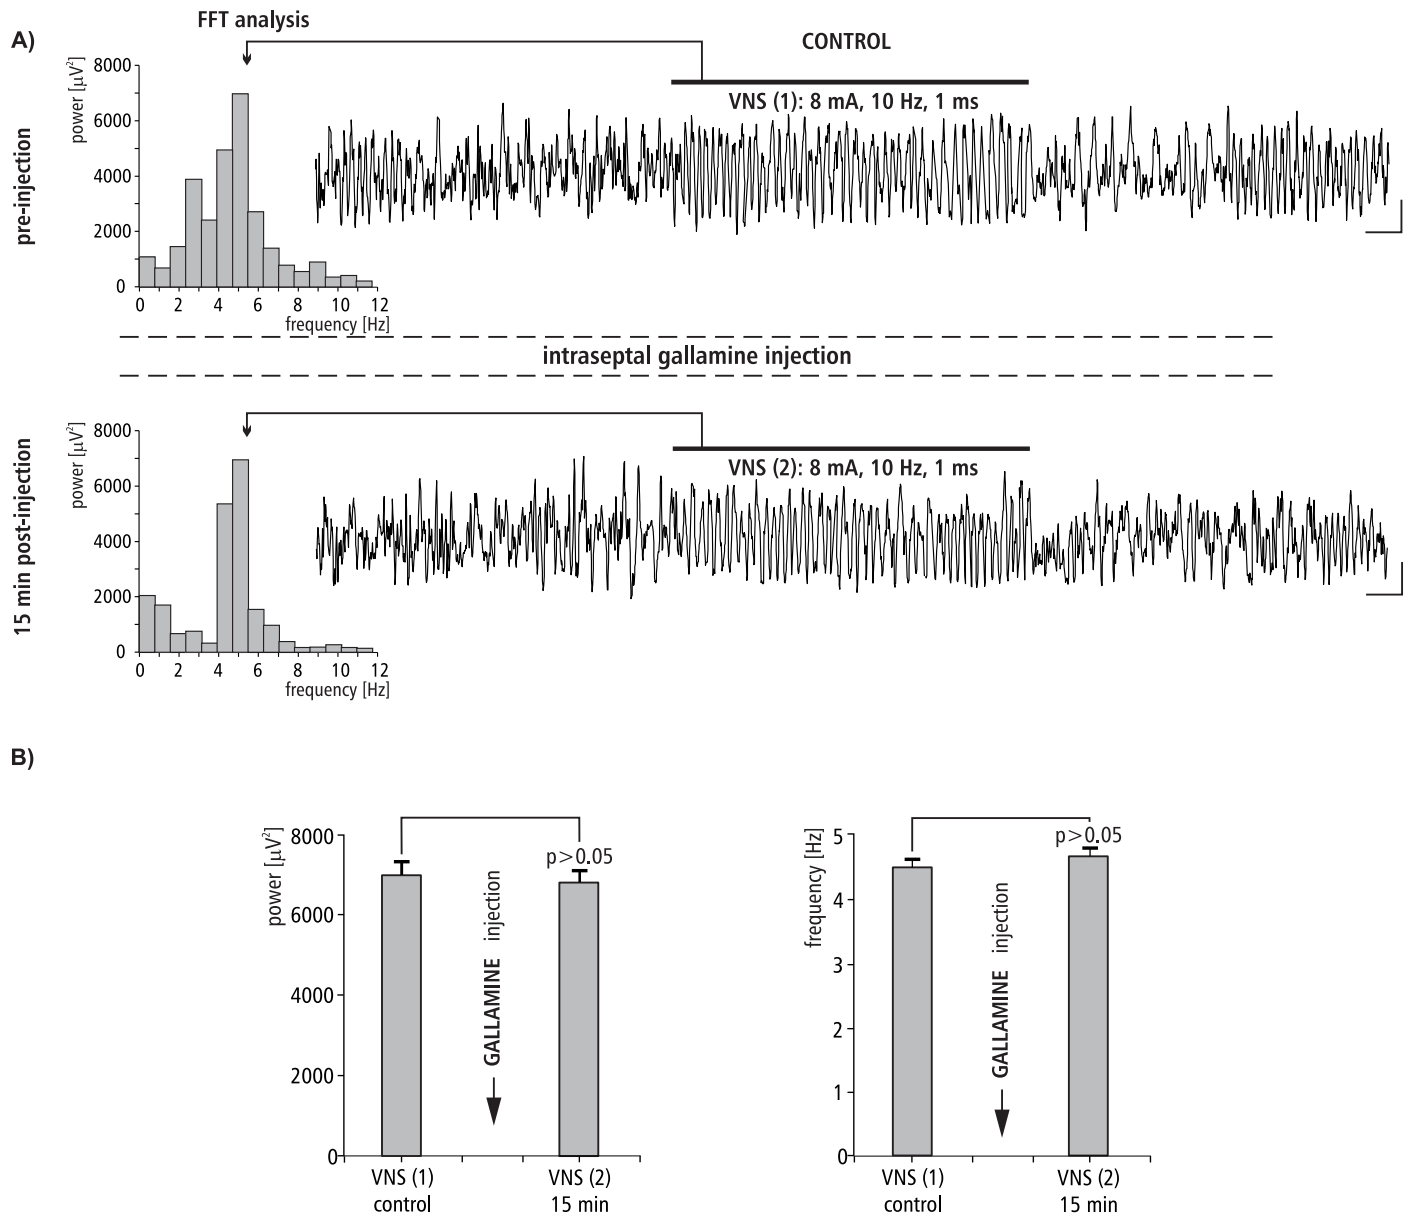 A)
FFT analysis
CONTROL
pre-injection
power [μV²]
8000
6000
4000
2000
0
0 2 4 6 8 10 12
frequency [Hz]
VNS (1): 8 mA, 10 Hz, 1 ms
intraseptal gallamine injection
15 min post-injection
power [μV²]
8000
6000
4000
2000
0
0 2 4 6 8 10 12
frequency [Hz]
VNS (2): 8 mA, 10 Hz, 1 ms
B)
power [μV²]
8000
6000
4000
2000
0
p>0.05
GALLAMINE injection
VNS (1)
control
VNS (2)
15 min
frequency [Hz]
5
4
3
2
1
0
p>0.05
GALLAMINE injection
VNS (1)
control
VNS (2)
15 min